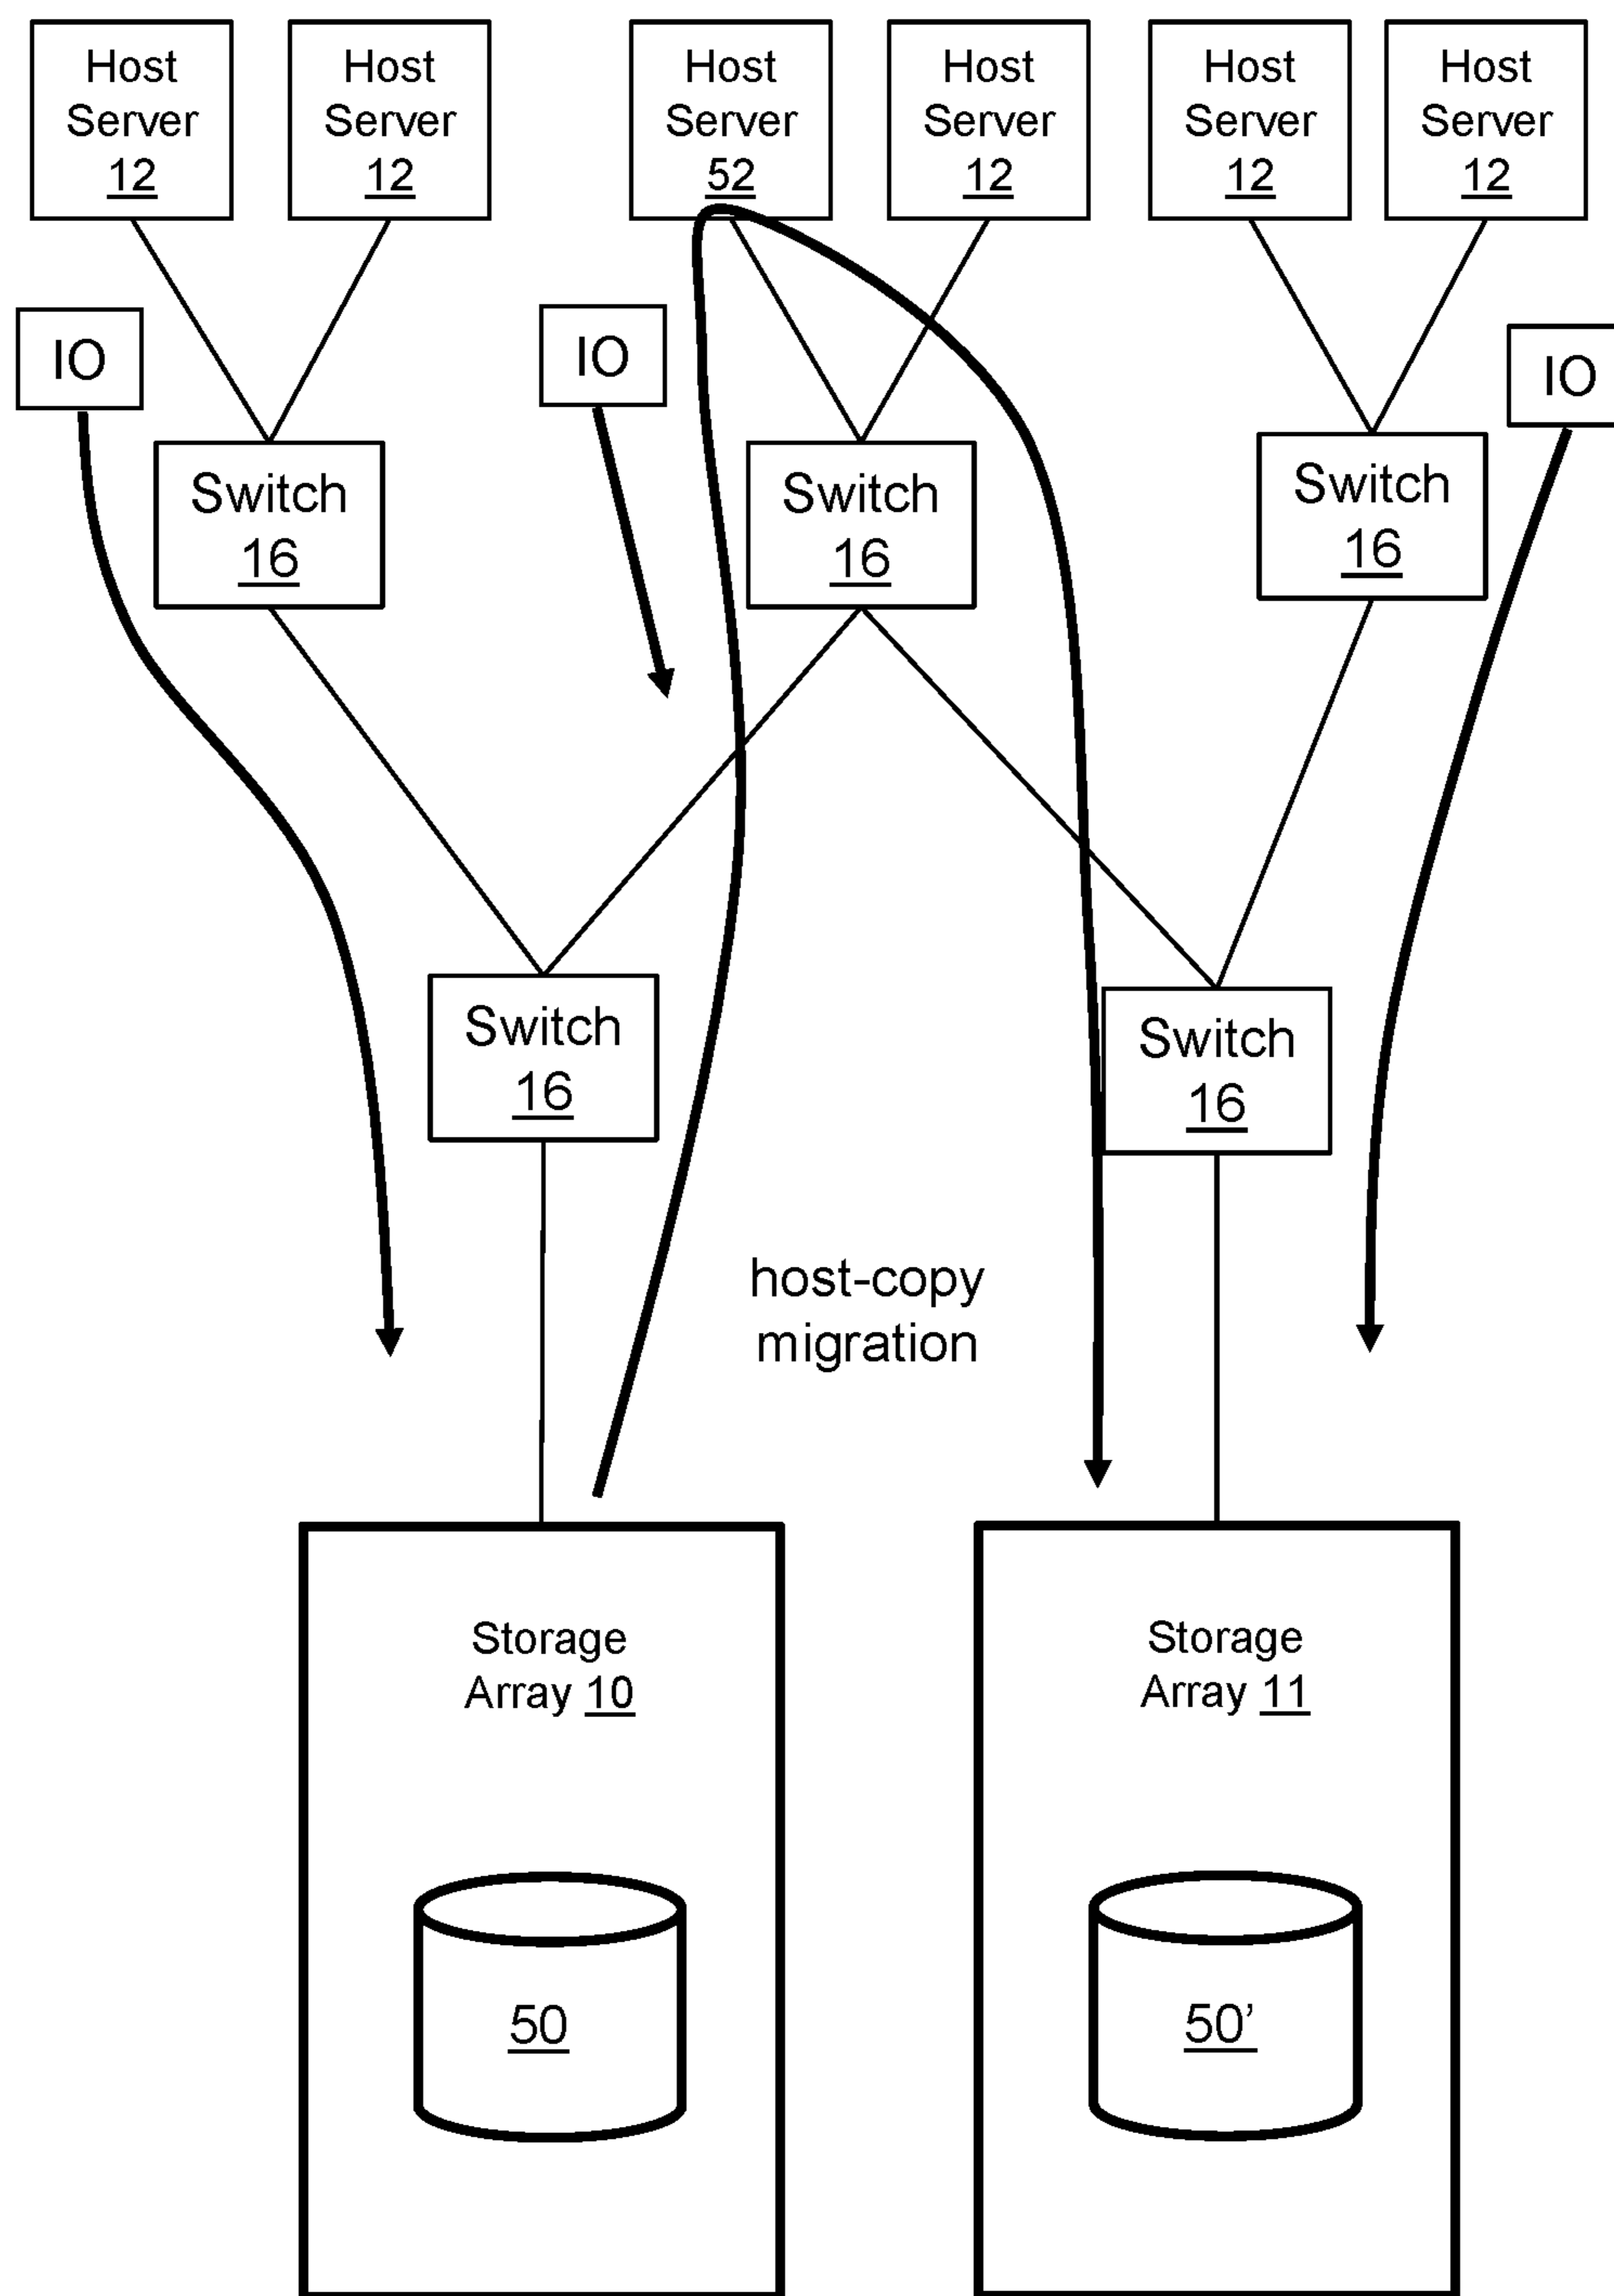 Host
Server
12
Host
Server
12
Host
Server
52
Host
Server
12
Host
Server
12
Host
Server
12
IO
IO
IO
Switch
16
Switch
16
Switch
16
Switch
16
Switch
16
host-copy
migration
Storage
Array 10
Storage
Array 11
50
50’